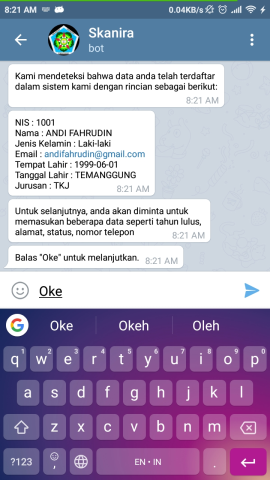 8:21 AM
0.04KB/s
Skanira
bot
Kami mendeteksi bahwa data anda telah terdaftar
dalam sistem kami dengan rincian sebagai berikut:
8:21 AM
NIS : 1001
Nama : ANDI FAHRUDIN
Jenis Kelamin : Laki-laki
Email : andifahrudin@gmail.com
Tempat Lahir : 1999-06-01
Tanggal Lahir : TEMANGGUNG
Jurusan : TKJ
8:21 AM
Untuk selanjutnya, anda akan diminta untuk
memasukan beberapa data seperti tahun lulus,
alamat, status, nomor telepon
8:21 AM
Balas "Oke" untuk melanjutkan.
8:21 AM
Oke
G Oke Okeh Oleh
q 1 w 2 e 3 r 4 t 5 y 6 u 7 i 8 o 9 p 0
a s d f g h j k l
z x c v b n m
?123 , EN • IN .